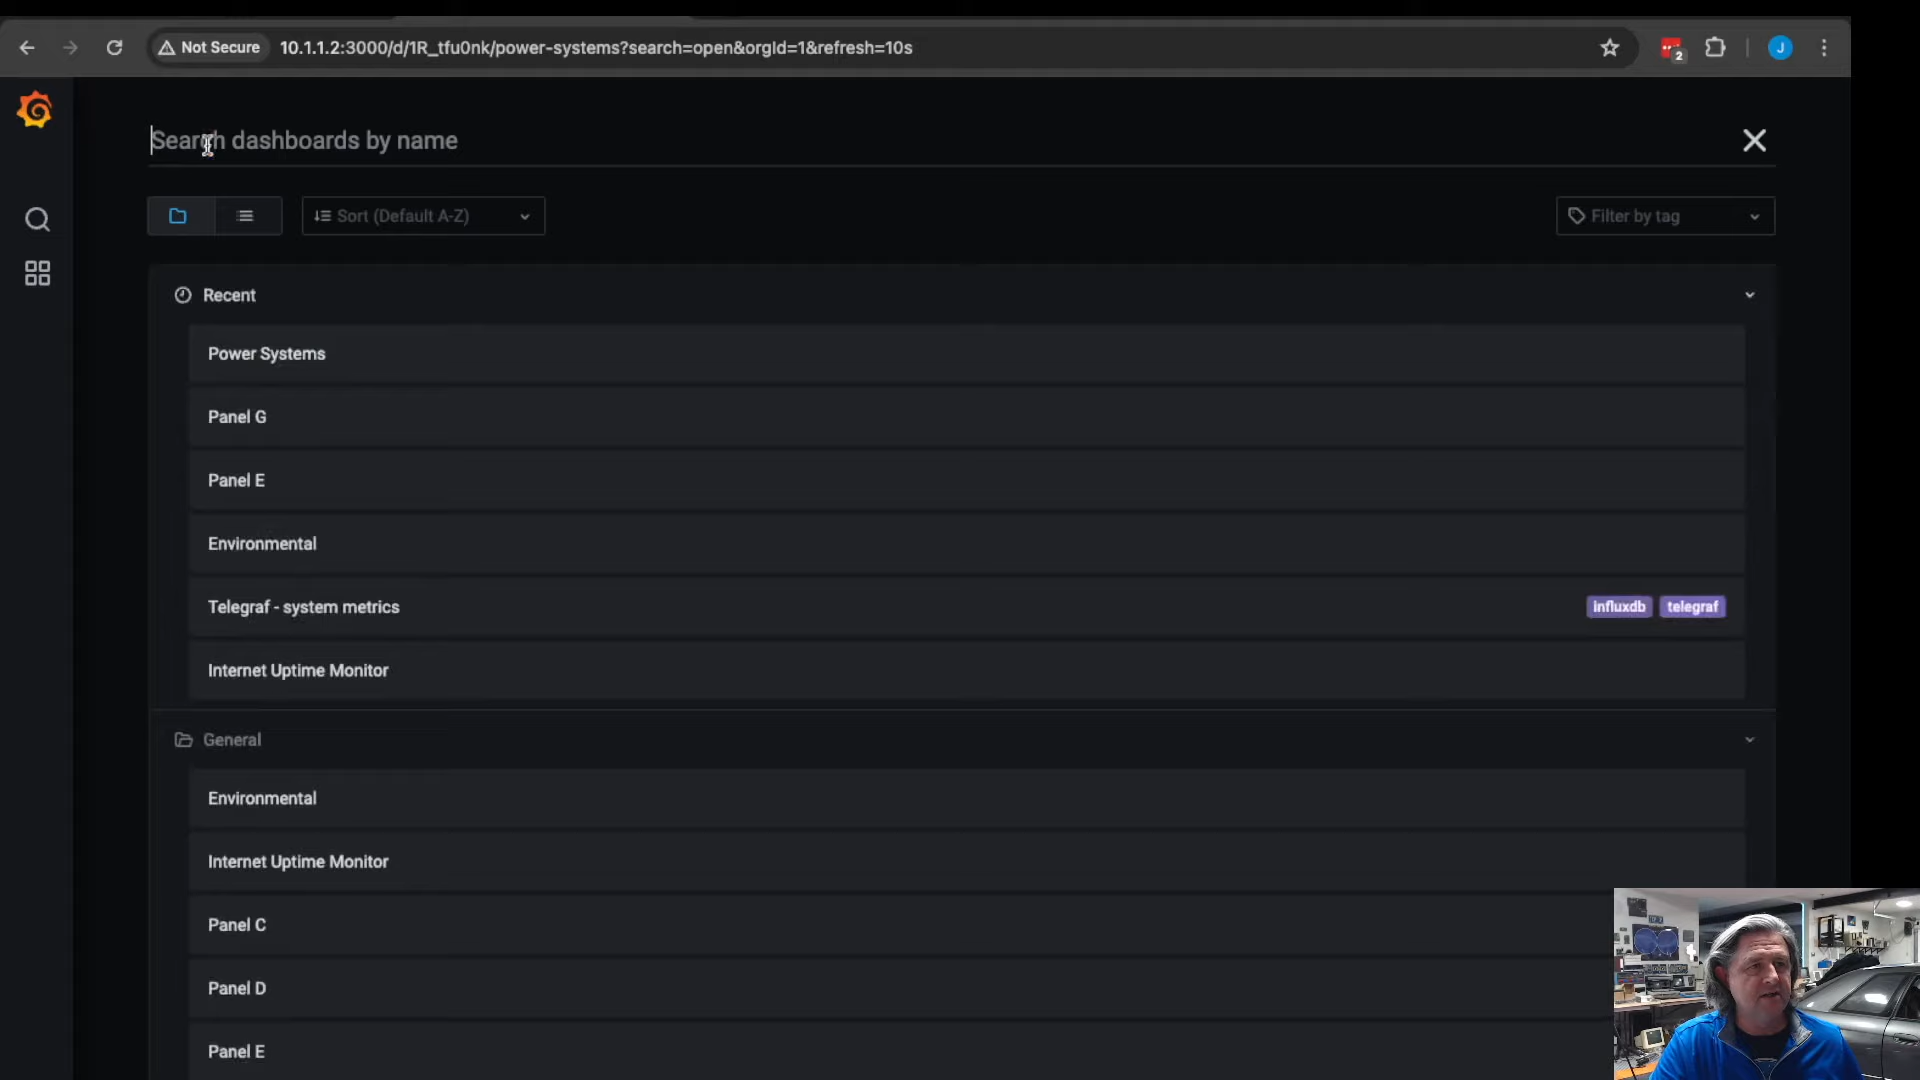 Not Secure
10.1.1.2:3000/d/1R_tfu0nk/power-systems?search=open&orgId=1&refresh=10s
2
J
Search dashboards by name
Sort (Default A-Z)
Filter by tag
Recent
Power Systems
Panel G
Panel E
Environmental
Telegraf - system metrics
influxdb
telegraf
Internet Uptime Monitor
General
Environmental
Internet Uptime Monitor
Panel C
Panel D
Panel E